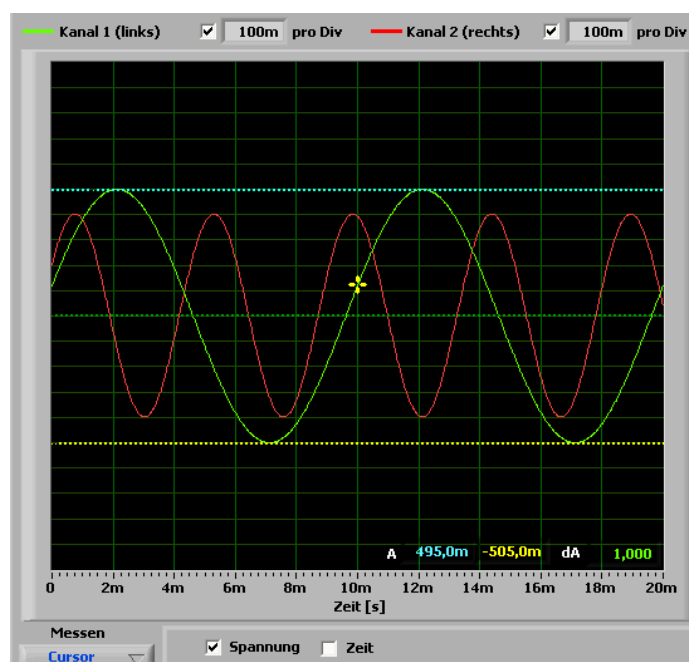 Kanal 1 (links) 100m pro Div Kanal 2 (rechts) 100m pro Div
A 495,0m -505,0m dA 1,000
0 2m 4m 6m 8m 10m 12m 14m 16m 18m 20m
Zeit [s]
Messen
Cursor
Spannung Zeit